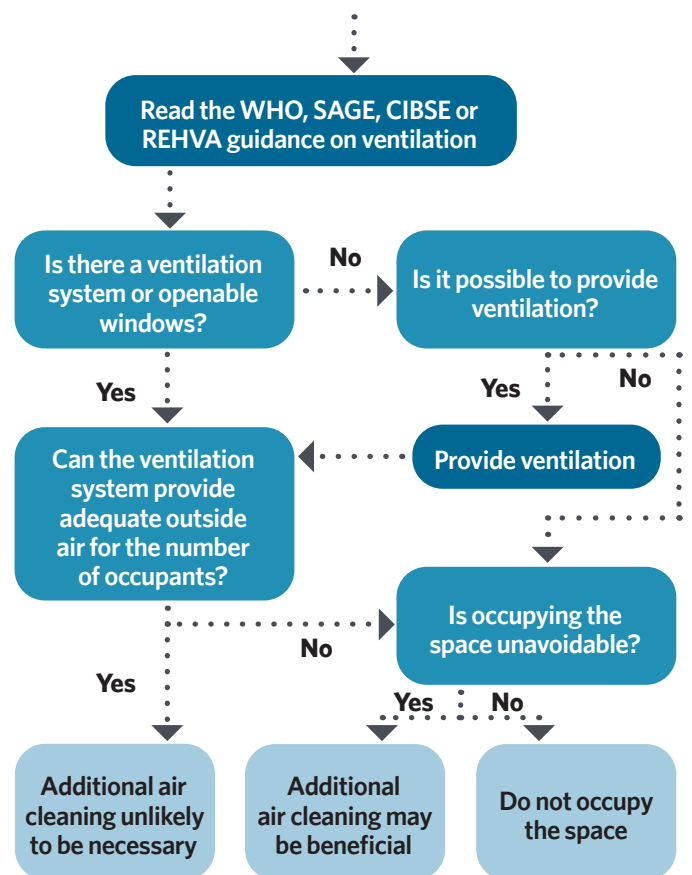 Read the WHO, SAGE, CIBSE or
REHVA guidance on ventilation
Is there a ventilation
system or openable
windows?
No
Is it possible to provide
ventilation?
Yes
Yes
No
Can the ventilation
system provide
adequate outside
air for the number
of occupants?
Provide ventilation
Is occupying the
space unavoidable?
No
Yes
Yes
No
Additional air
cleaning unlikely
to be necessary
Additional
air cleaning may
be beneficial
Do not occupy
the space